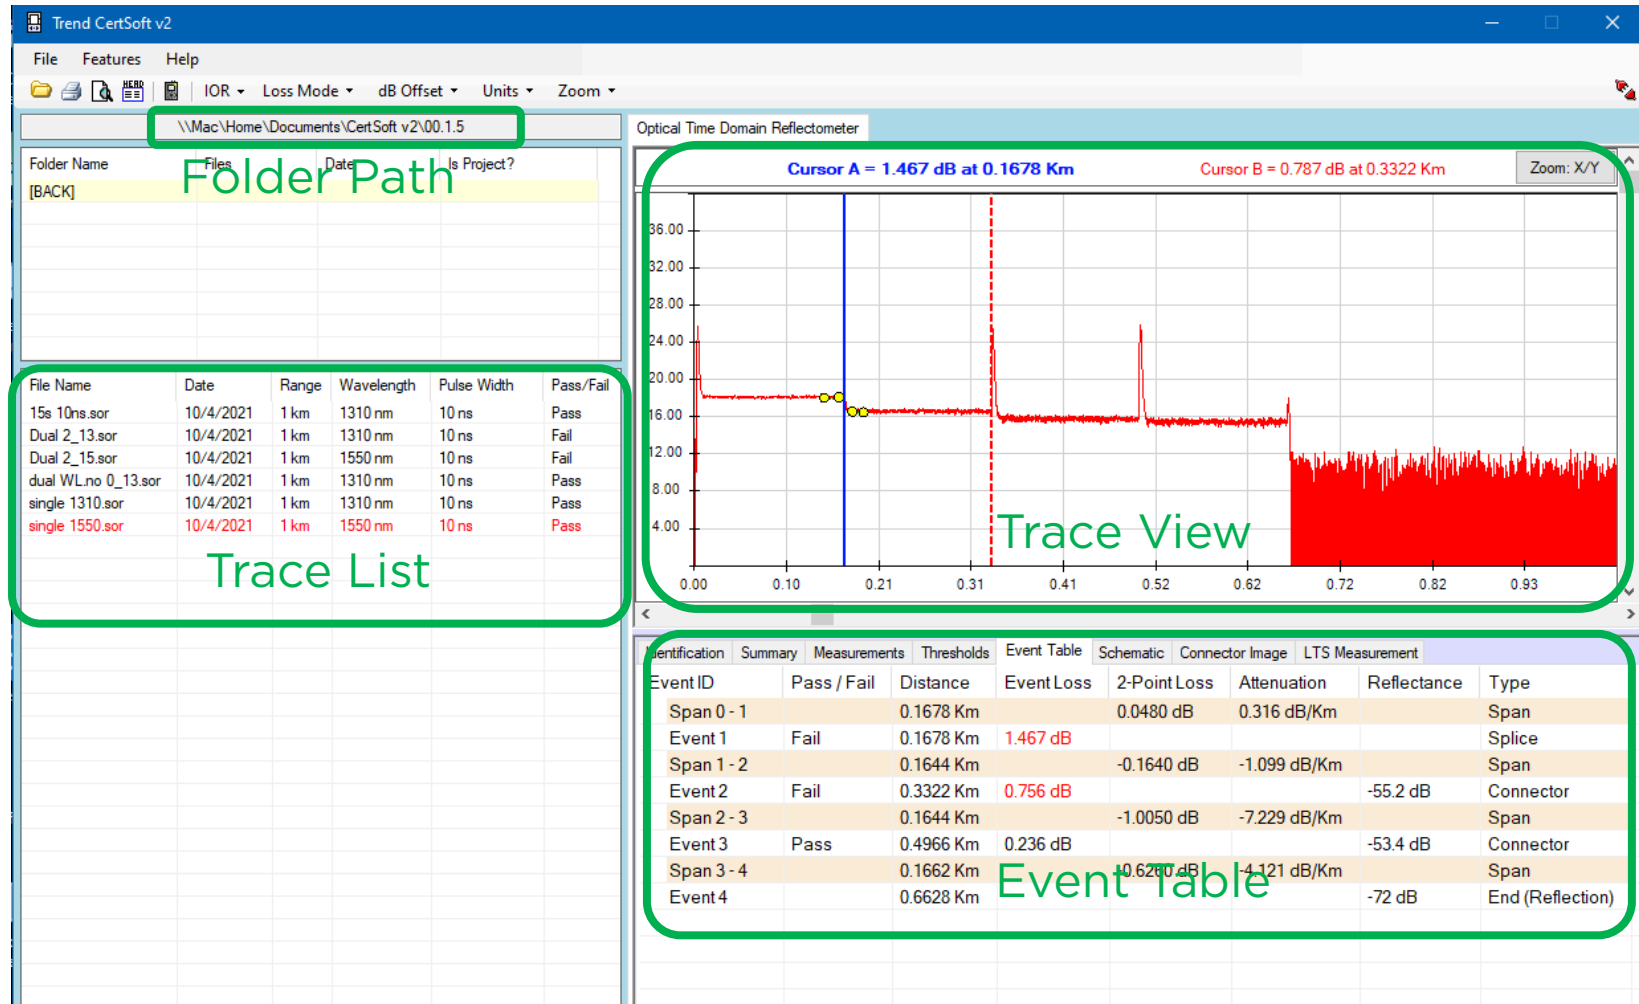 Trend CertSoft v2
File Features Help
IOR Loss Mode dB Offset Units Zoom
\\Mac\Home\Documents\CertSoft v2\00.1.5
Folder Name Files Date Is Project?
Folder Path
[BACK]
File Name Date Range Wavelength Pulse Width Pass/Fail
15s 10ns.sor 10/4/2021 1 km 1310 nm 10 ns Pass
Dual 2_13.sor 10/4/2021 1 km 1310 nm 10 ns Fail
Dual 2_15.sor 10/4/2021 1 km 1550 nm 10 ns Fail
dual WL.no 0_13.sor 10/4/2021 1 km 1310 nm 10 ns Pass
single 1310.sor 10/4/2021 1 km 1310 nm 10 ns Pass
single 1550.sor 10/4/2021 1 km 1550 nm 10 ns Pass
Trace List
Optical Time Domain Reflectometer
Cursor A = 1.467 dB at 0.1678 Km Cursor B = 0.787 dB at 0.3322 Km Zoom: X/Y
36.00
32.00
28.00
24.00
20.00
16.00
12.00
8.00
4.00
Trace View
0.00 0.10 0.21 0.31 0.41 0.52 0.62 0.72 0.82 0.93
Identification Summary Measurements Thresholds Event Table Schematic Connector Image LTS Measurement
Event ID Pass / Fail Distance Event Loss 2-Point Loss Attenuation Reflectance Type
Span 0 - 1 0.1678 Km 0.0480 dB 0.316 dB/Km Span
Event 1 Fail 0.1678 Km 1.467 dB Splice
Span 1 - 2 0.1644 Km -0.1640 dB -1.099 dB/Km Span
Event 2 Fail 0.3322 Km 0.756 dB -55.2 dB Connector
Span 2 - 3 0.1644 Km -1.0050 dB -7.229 dB/Km Span
Event 3 Pass 0.4966 Km 0.236 dB -53.4 dB Connector
Span 3 - 4 0.1662 Km -0.6260 dB -4.121 dB/Km Span
Event Table
Event 4 0.6628 Km -72 dB End (Reflection)